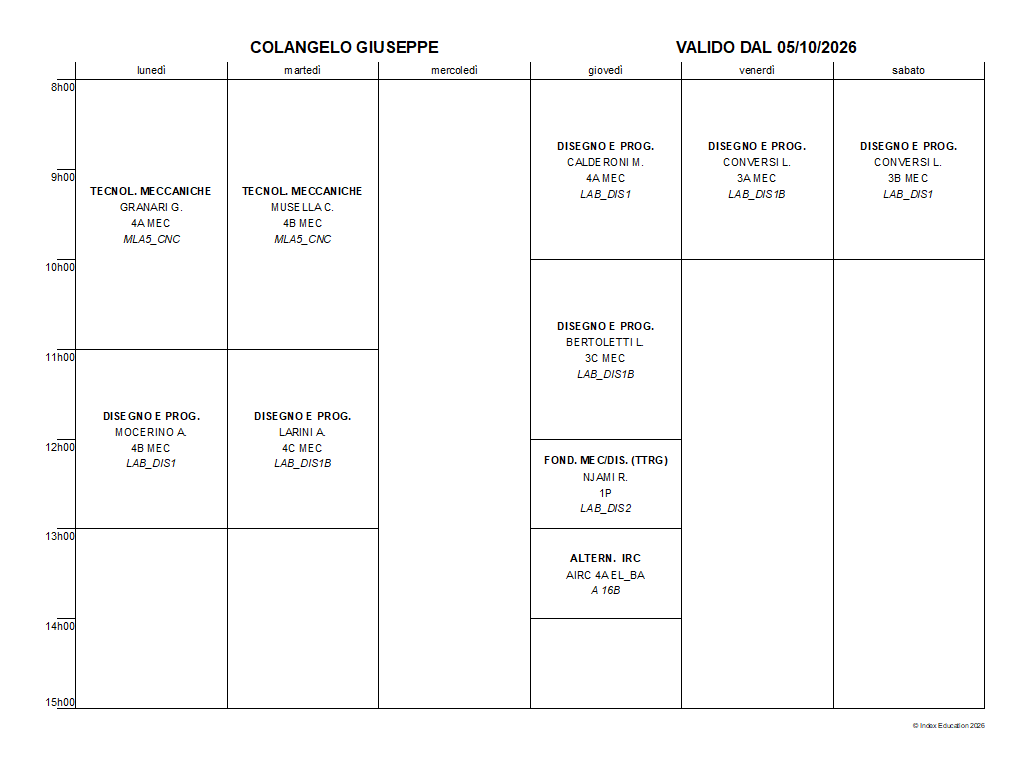 COLANGELO GIUSEPPE
VALIDO DAL 05/10/2026
lunedì
martedì
mercoledì
giovedì
venerdì
sabato
8h00
9h00
10h00
11h00
12h00
13h00
14h00
15h00
TECNOL. MECCANICHE
GRANARI G.
4A MEC
MLA5_CNC
DISEGNO E PROG.
MOCERINO A.
4B MEC
LAB_DIS1
TECNOL. MECCANICHE
MUSELLA C.
4B MEC
MLA5_CNC
DISEGNO E PROG.
LARINI A.
4C MEC
LAB_DIS1B
DISEGNO E PROG.
CALDERONI M.
4A MEC
LAB_DIS1
DISEGNO E PROG.
BERTOLETTI L.
3C MEC
LAB_DIS1B
FOND. MEC/DIS. (TTRG)
NJAMI R.
1P
LAB_DIS2
ALTERN. IRC
AIRC 4A EL_BA
A 16B
DISEGNO E PROG.
CONVERSI L.
3A MEC
LAB_DIS1B
DISEGNO E PROG.
CONVERSI L.
3B MEC
LAB_DIS1
© Index Education 2026